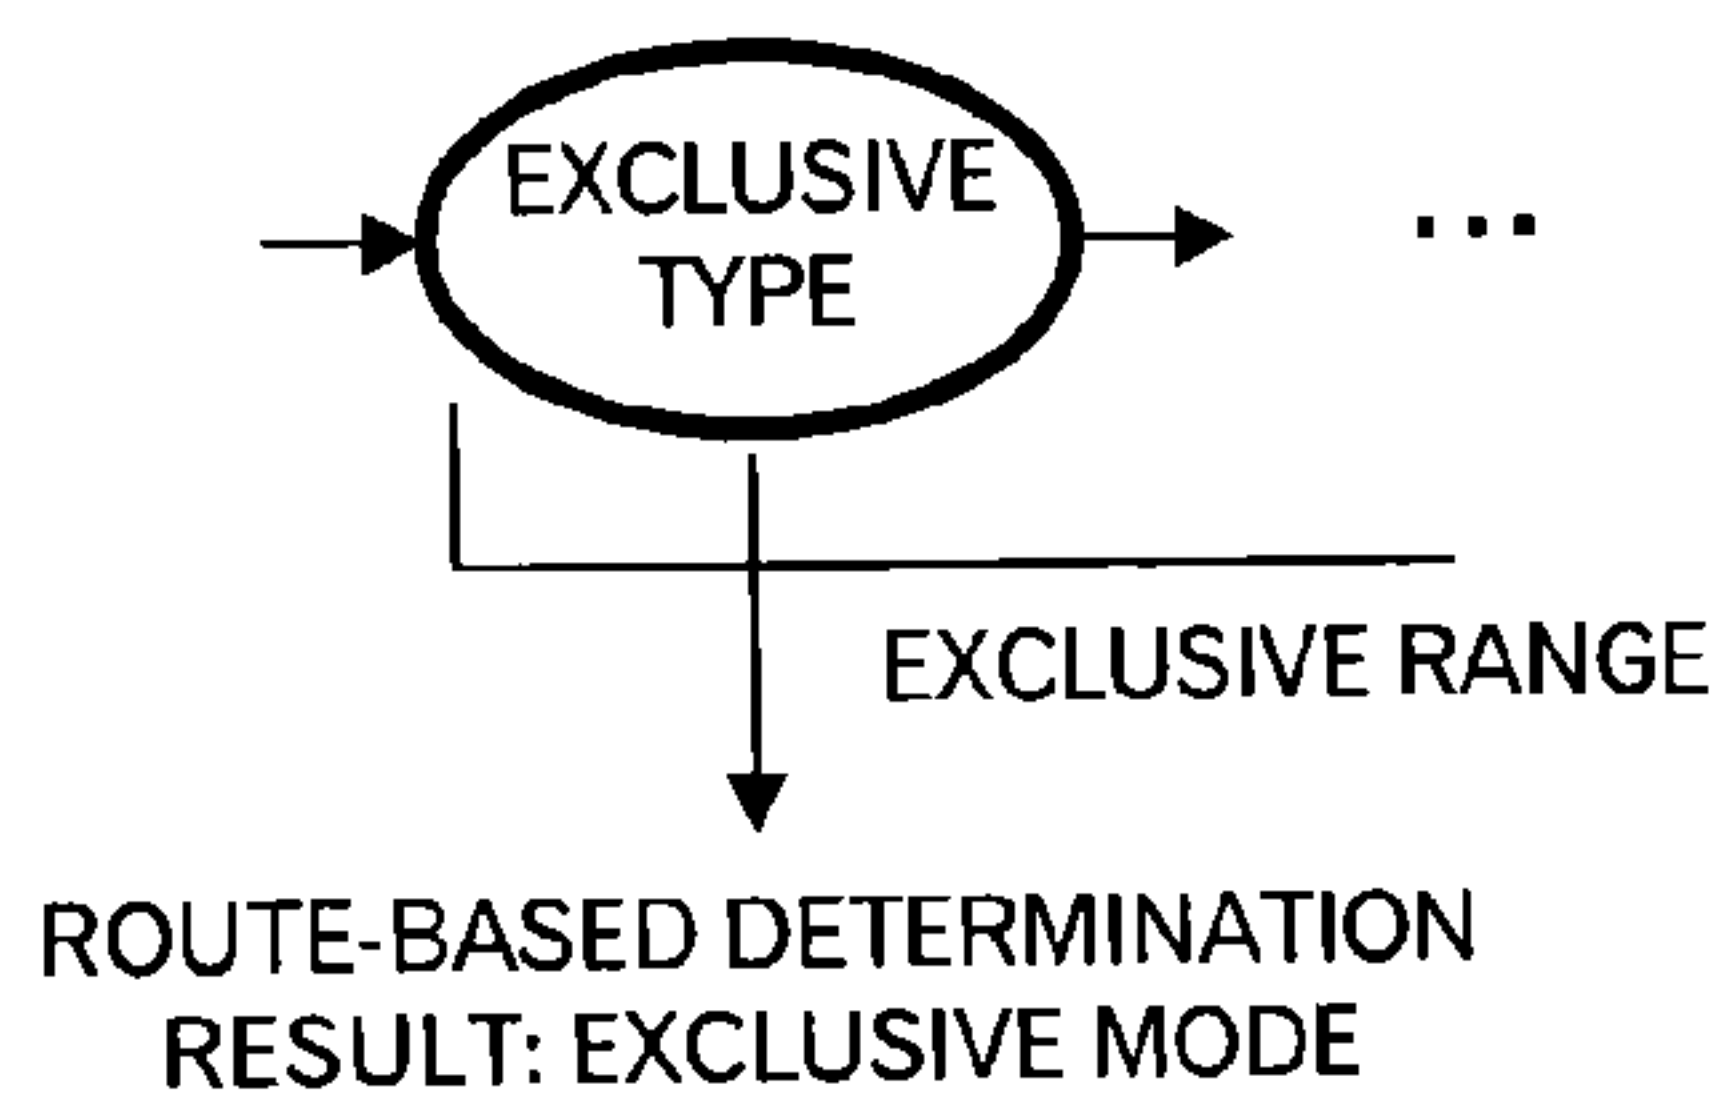 EXCLUSIVE
TYPE
...
EXCLUSIVE RANGE
ROUTE-BASED DETERMINATION
RESULT: EXCLUSIVE MODE